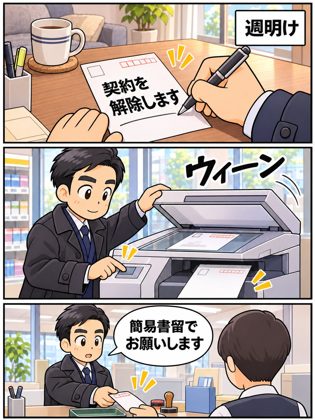 週明け
契約を
解除します
ウィーン
簡易書留で
お願いします